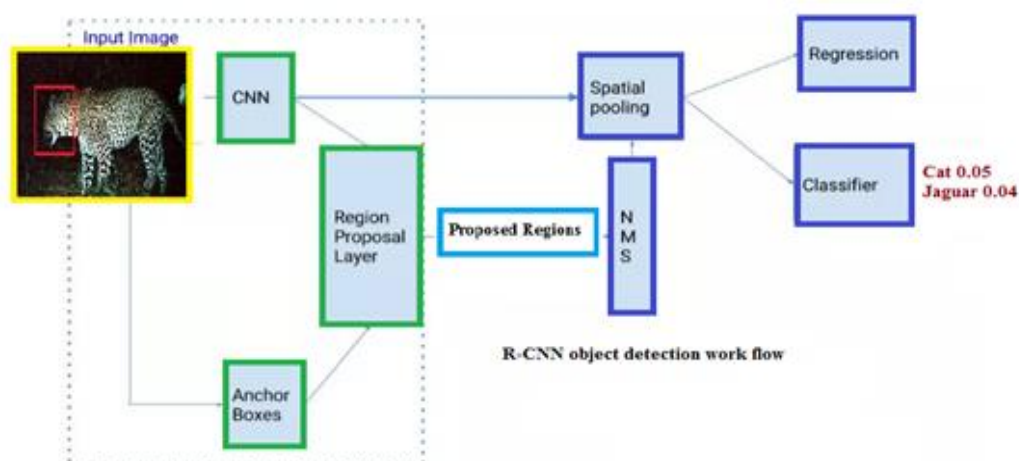 Input Image
CNN
Spatial
pooling
Regression
Classifier
Cat 0.05
Jaguar 0.04
Region
Proposal
Layer
Proposed Regions
N
M
S
R-CNN object detection work flow
Anchor
Boxes